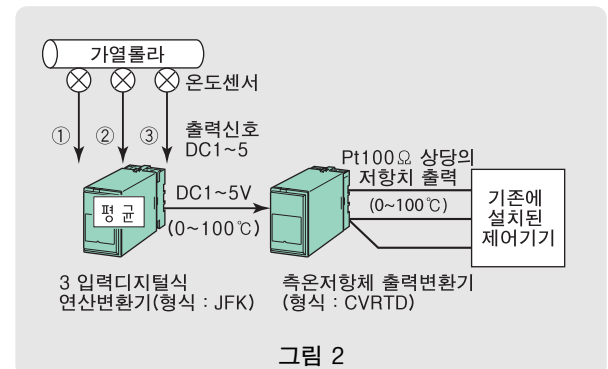 가열롤라
온도센서
① ② ③
출력신호
DC1~5
평균
DC1~5V
(0~100℃)
Pt100Ω 상당의
저항치 출력
(0~100℃)
기존에
설치된
제어기기
3 입력디지털식
연산변환기(형식 : JFK)
측온저항체 출력변환기
(형식 : CVRTD)
그림 2